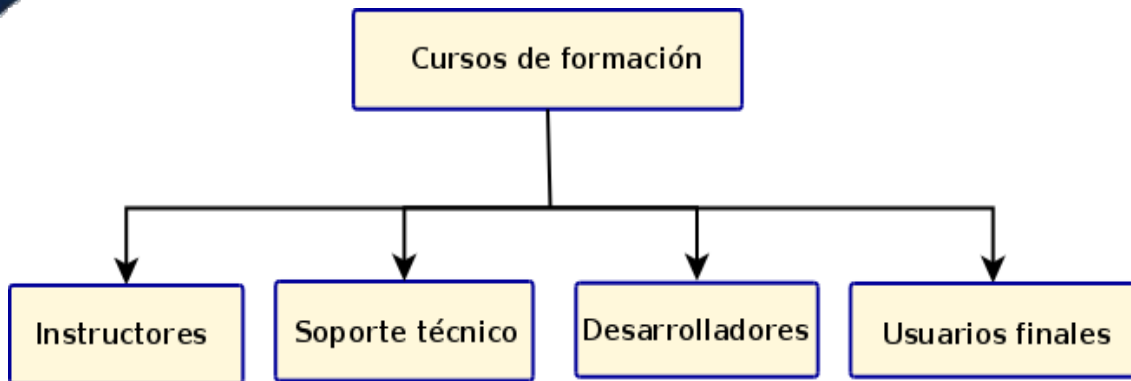 Cursos de formación
Instructores
Soporte técnico
Desarrolladores
Usuarios finales